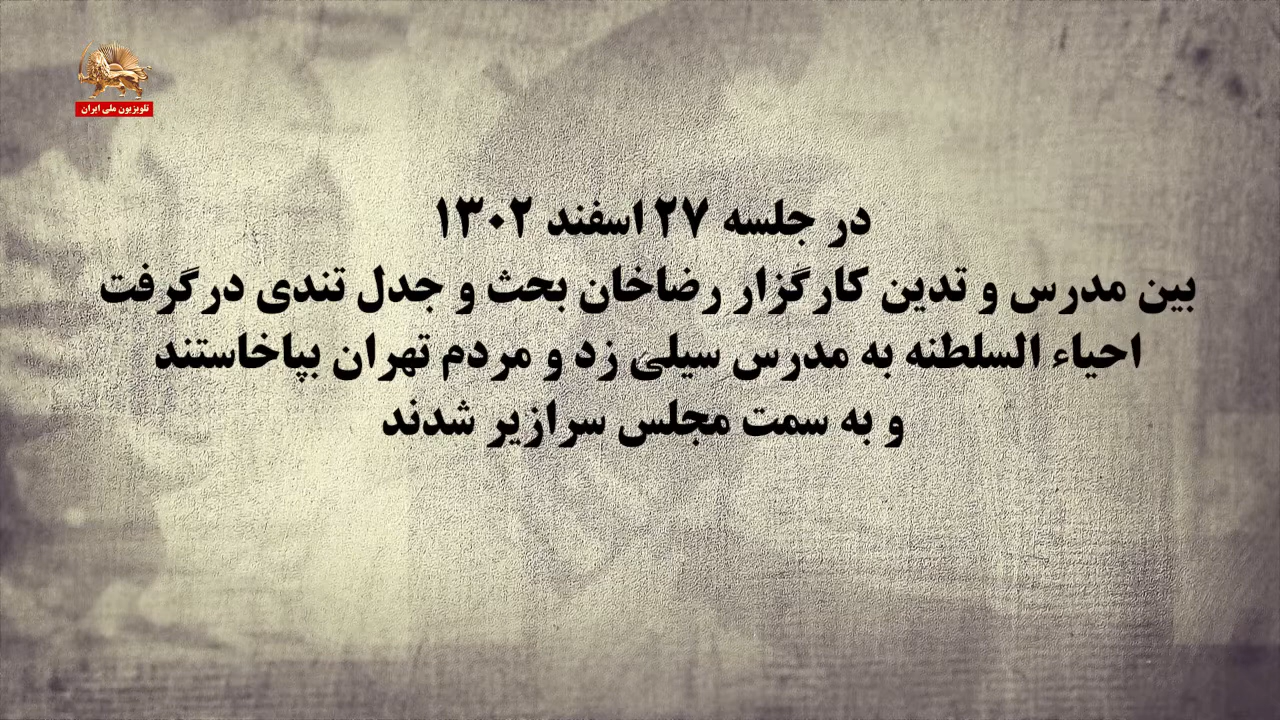 تلویزیون ملی ایران
در جلسه ۲۷ اسفند ۱۳۰۲
بین مدرس و تدین کارگزار رضاخان بحث و جدل تندی درگرفت
احیاء السلطنه به مدرس سیلی زد و مردم تهران بپاخاستند
و به سمت مجلس سرازیر شدند